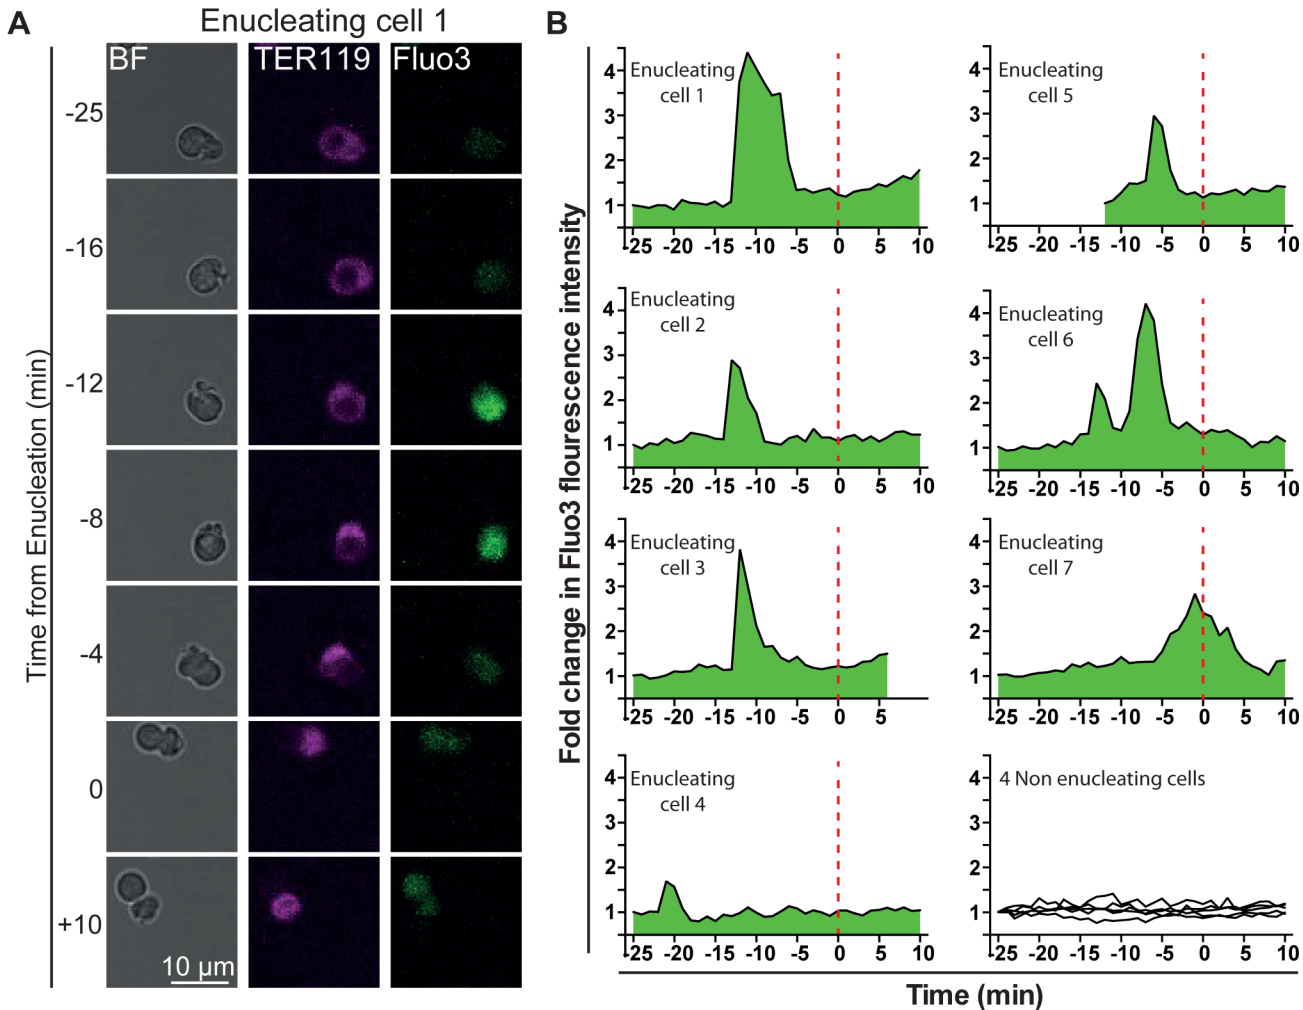 A
Enucleating cell 1
BF
TER119
Fluo3
Time from Enucleation (min)
-25
-16
-12
-8
-4
0
+10
10 µm
B
Fold change in Fluo3 flourescence intensity
Enucleating
cell 1
4
3
2
1
-25 -20 -15 -10 -5 0 5 10
Enucleating
cell 5
4
3
2
1
-25 -20 -15 -10 -5 0 5 10
Enucleating
cell 2
4
3
2
1
-25 -20 -15 -10 -5 0 5 10
Enucleating
cell 6
4
3
2
1
-25 -20 -15 -10 -5 0 5 10
Enucleating
cell 3
4
3
2
1
-25 -20 -15 -10 -5 0 5 10
Enucleating
cell 7
4
3
2
1
-25 -20 -15 -10 -5 0 5 10
Enucleating
cell 4
4
3
2
1
-25 -20 -15 -10 -5 0 5 10
4 Non enucleating cells
4
3
2
1
-25 -20 -15 -10 -5 0 5 10
Time (min)